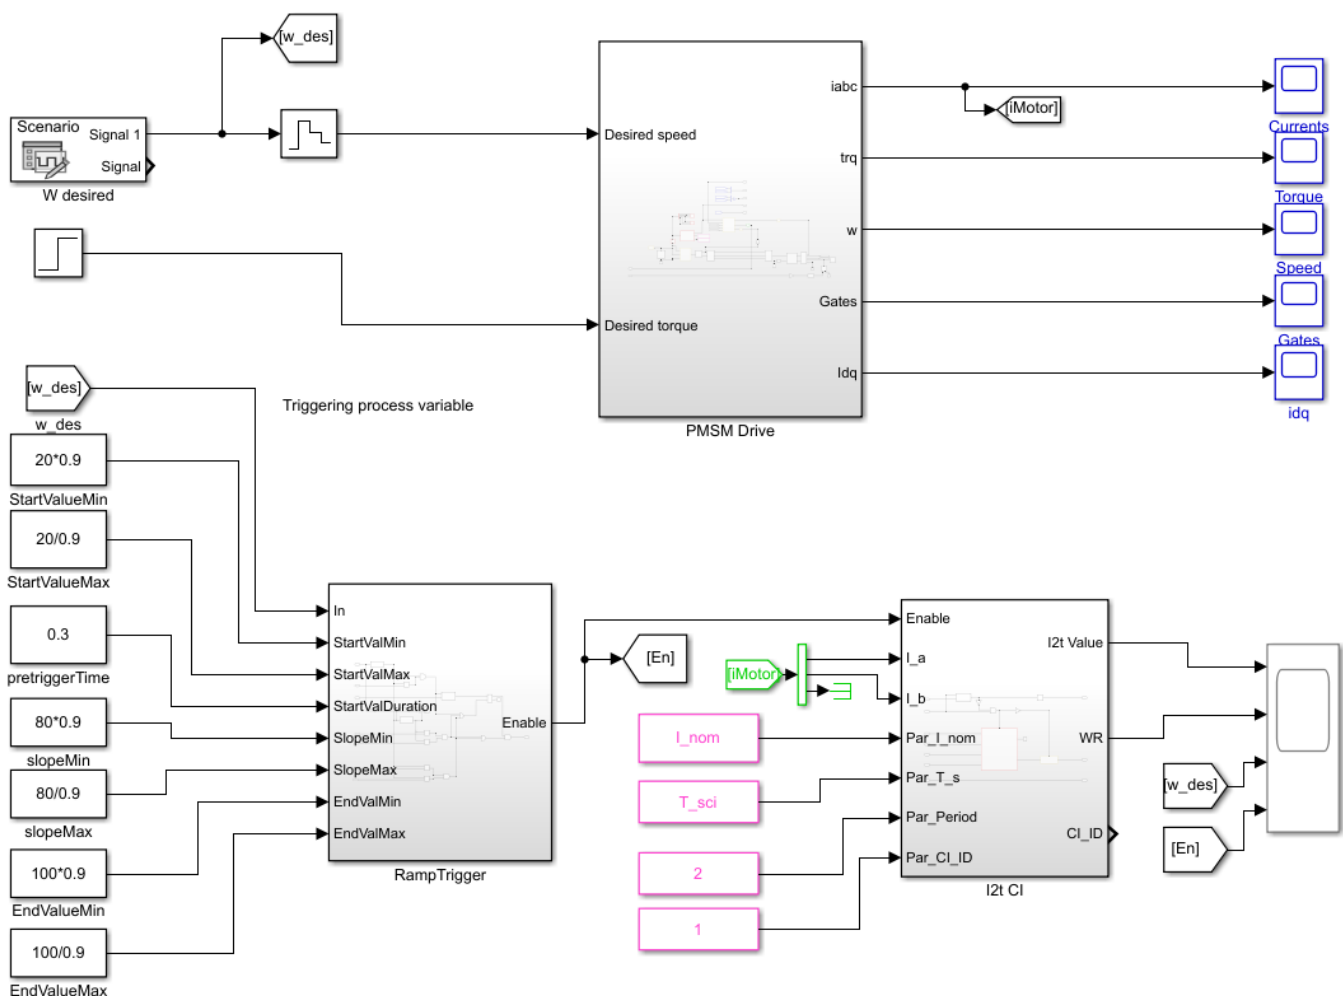 [w_des]
Scenario
Signal 1
Signal
W desired
Desired speed
Desired torque
iabc
trq
w
Gates
Idq
PMSM Drive
[iMotor]
Currents
Torque
Speed
Gates
idq
[w_des]
w_des
Triggering process variable
20*0.9
StartValueMin
20/0.9
StartValueMax
0.3
pretriggerTime
80*0.9
slopeMin
80/0.9
slopeMax
100*0.9
EndValueMin
100/0.9
EndValueMax
In
StartValMin
StartValMax
StartValDuration
SlopeMin
SlopeMax
EndValMin
EndValMax
Enable
RampTrigger
[En]
[iMotor]
I_nom
T_sci
2
1
Enable
I_a
I_b
Par_I_nom
Par_T_s
Par_Period
Par_CI_ID
I2t Value
WR
CI_ID
I2t CI
[w_des]
[En]